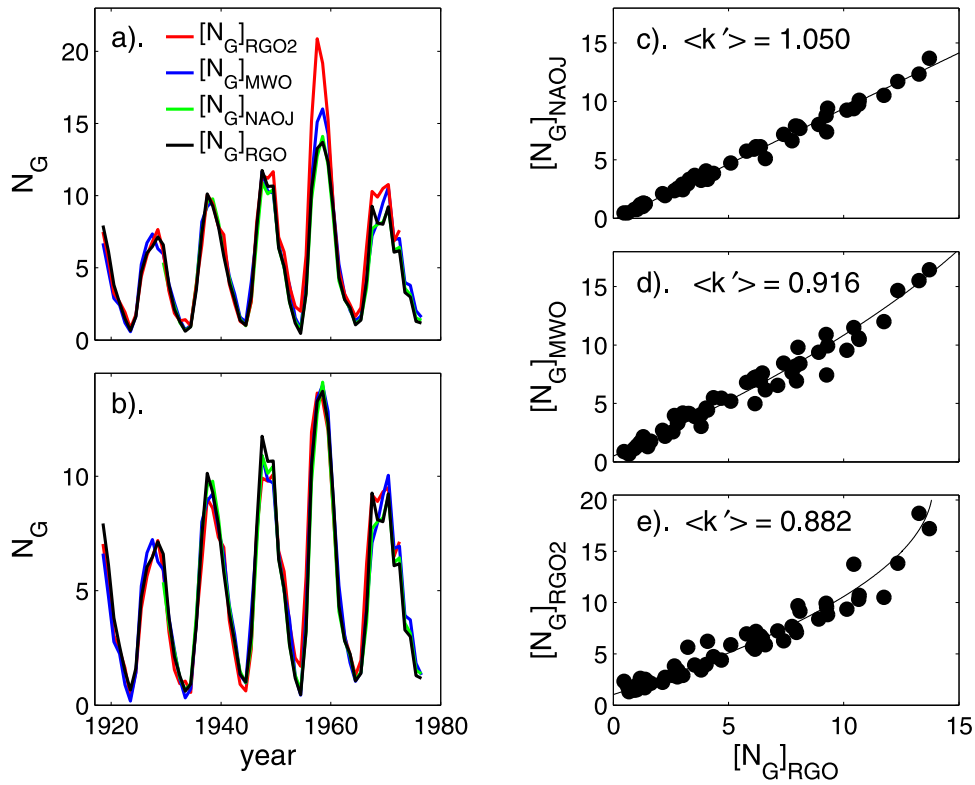 a).
[N_G]_RGO2
[N_G]_MWO
[N_G]_NAOJ
[N_G]_RGO
N_G
20
15
10
5
0
b).
N_G
10
5
0
1920 1940 1960 1980
year
c). <k′> = 1.050
[N_G]_NAOJ
15
10
5
0
d). <k′> = 0.916
[N_G]_MWO
15
10
5
0
e). <k′> = 0.882
[N_G]_RGO2
20
15
10
5
0
0 5 10 15
[N_G]_RGO